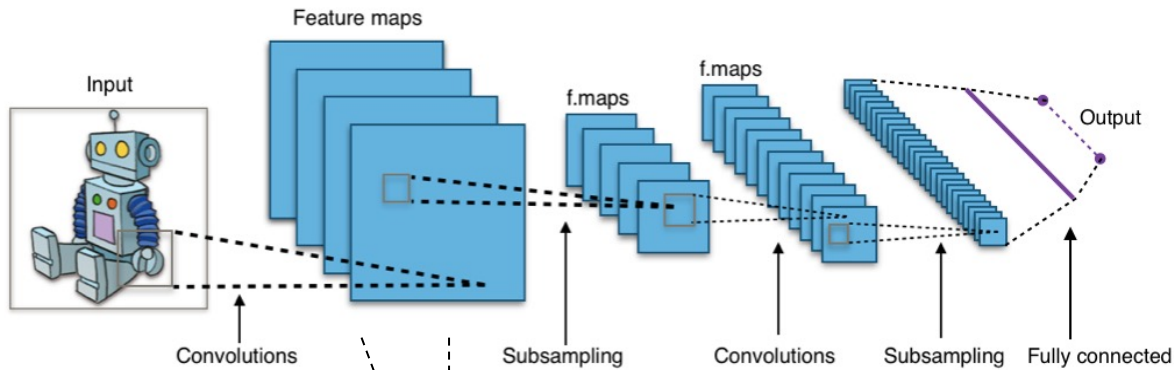 Feature maps
f.maps
Input
f.maps
Output
Convolutions
Subsampling
Convolutions
Subsampling
Fully connected